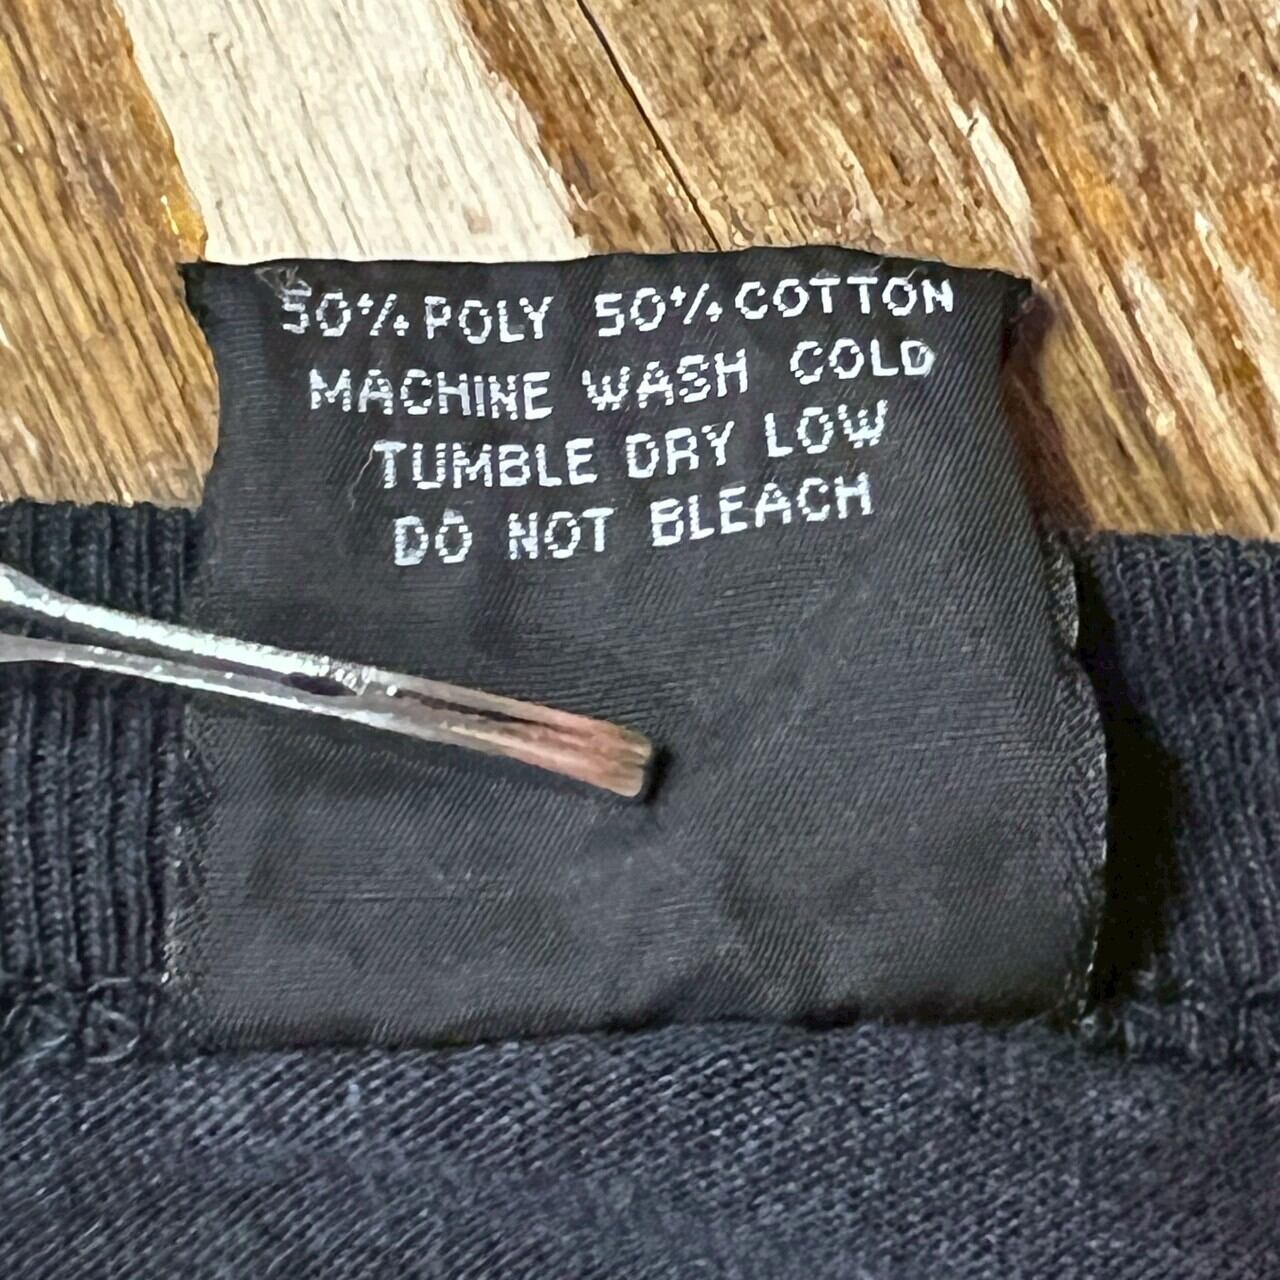 50% POLY 50% COTTON
MACHINE WASH COLD
TUMBLE DRY LOW
DO NOT BLEACH